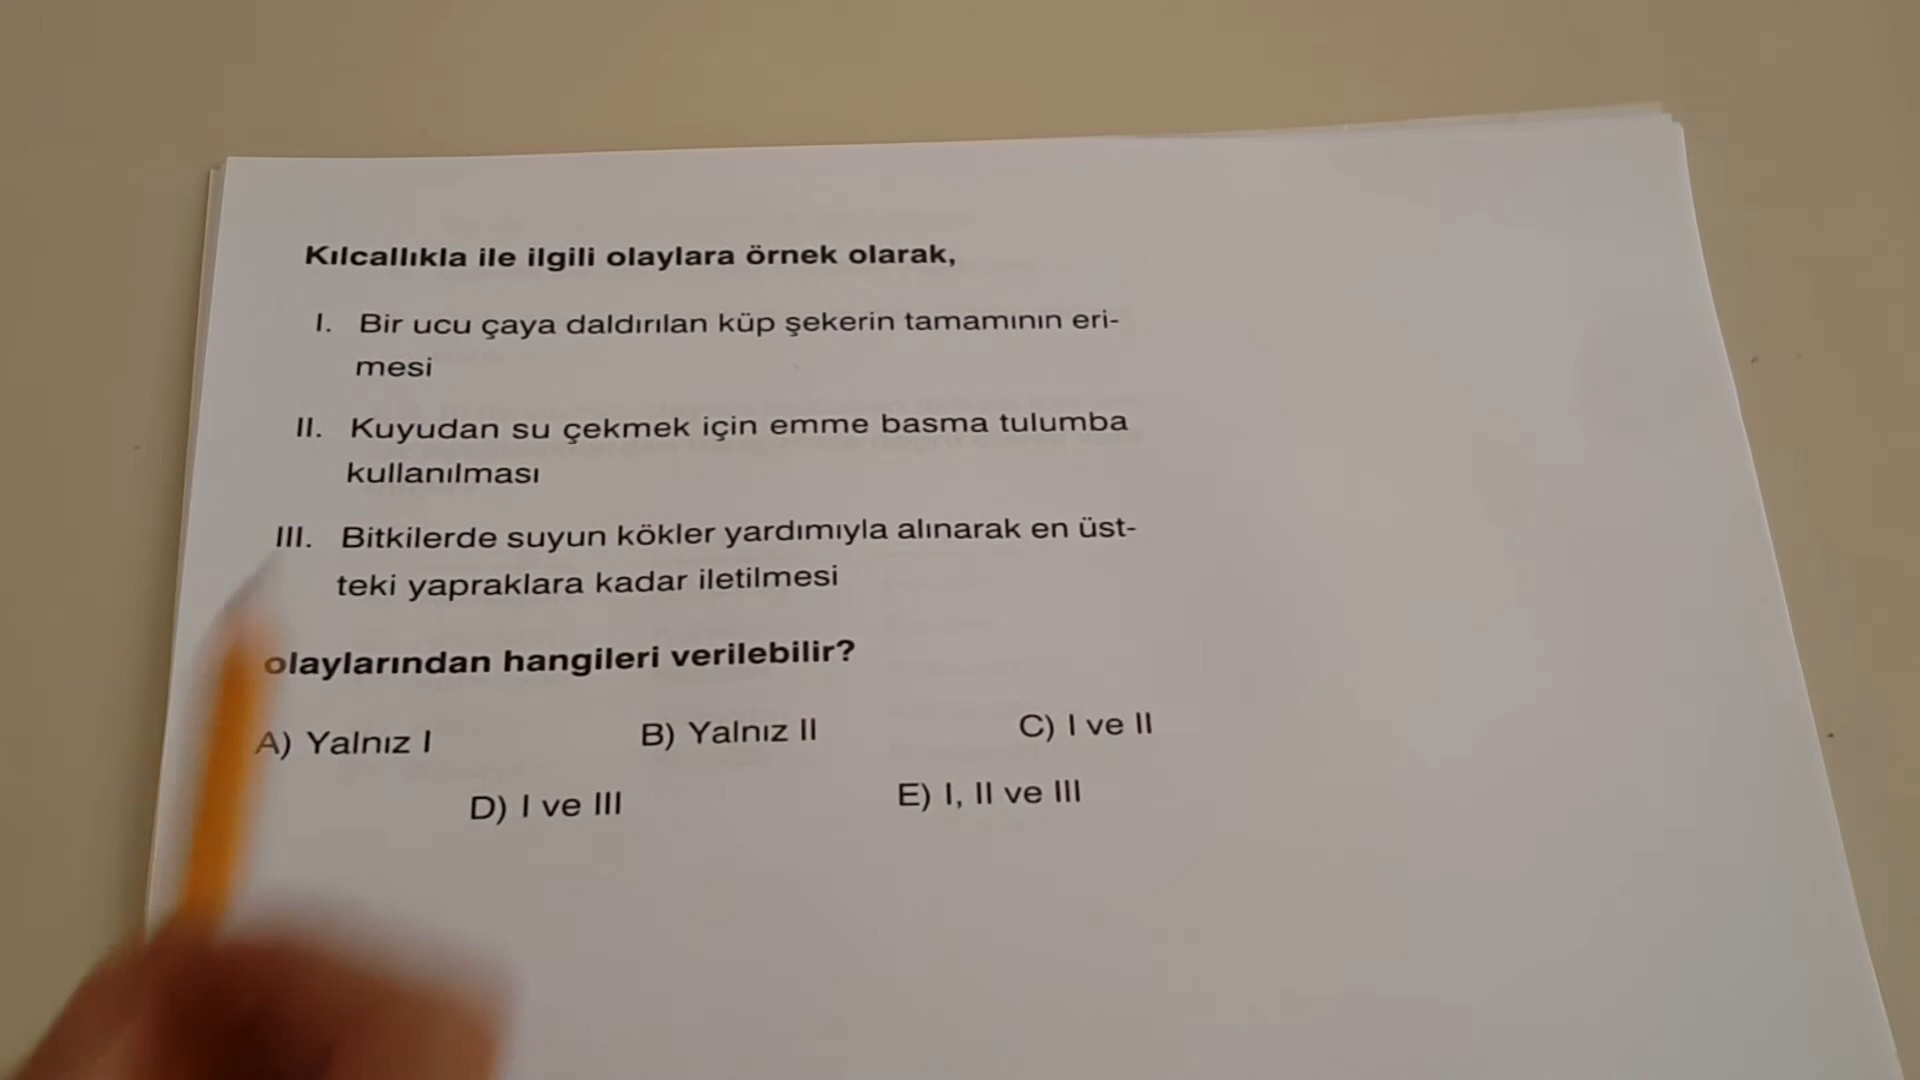 Kılcallıkla ile ilgili olaylara örnek olarak,
I. Bir ucu çaya daldırılan küp şekerin tamamının eri-
mesi
II. Kuyudan su çekmek için emme basma tulumba
kullanılması
III. Bitkilerde suyun kökler yardımıyla alınarak en üst-
teki yapraklara kadar iletilmesi
olaylarından hangileri verilebilir?
A) Yalnız I B) Yalnız II C) I ve II
D) I ve III E) I, II ve III